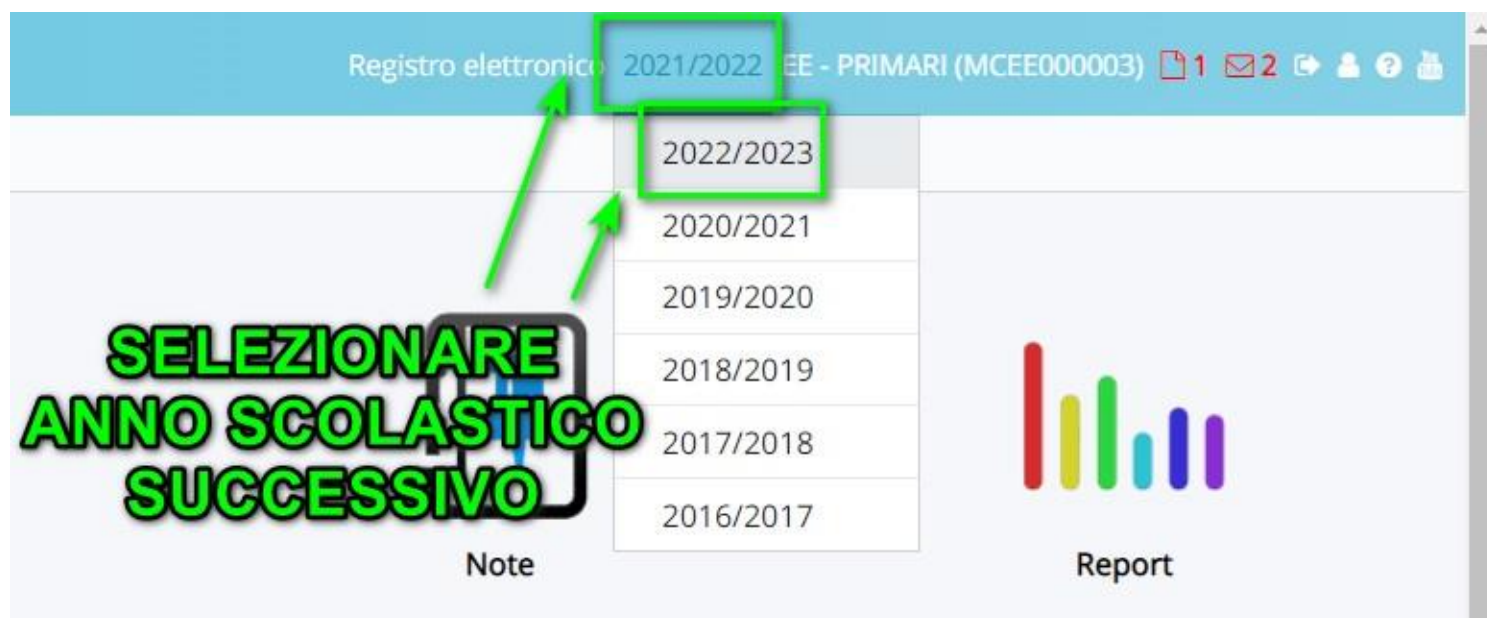 Registro elettronico 2021/2022 EE - PRIMARI (MCEE000003) 1 2
2022/2023
2020/2021
2019/2020
2018/2019
2017/2018
2016/2017
SELEZIONARE
ANNO SCOLASTICO
SUCCESSIVO
Note
Report